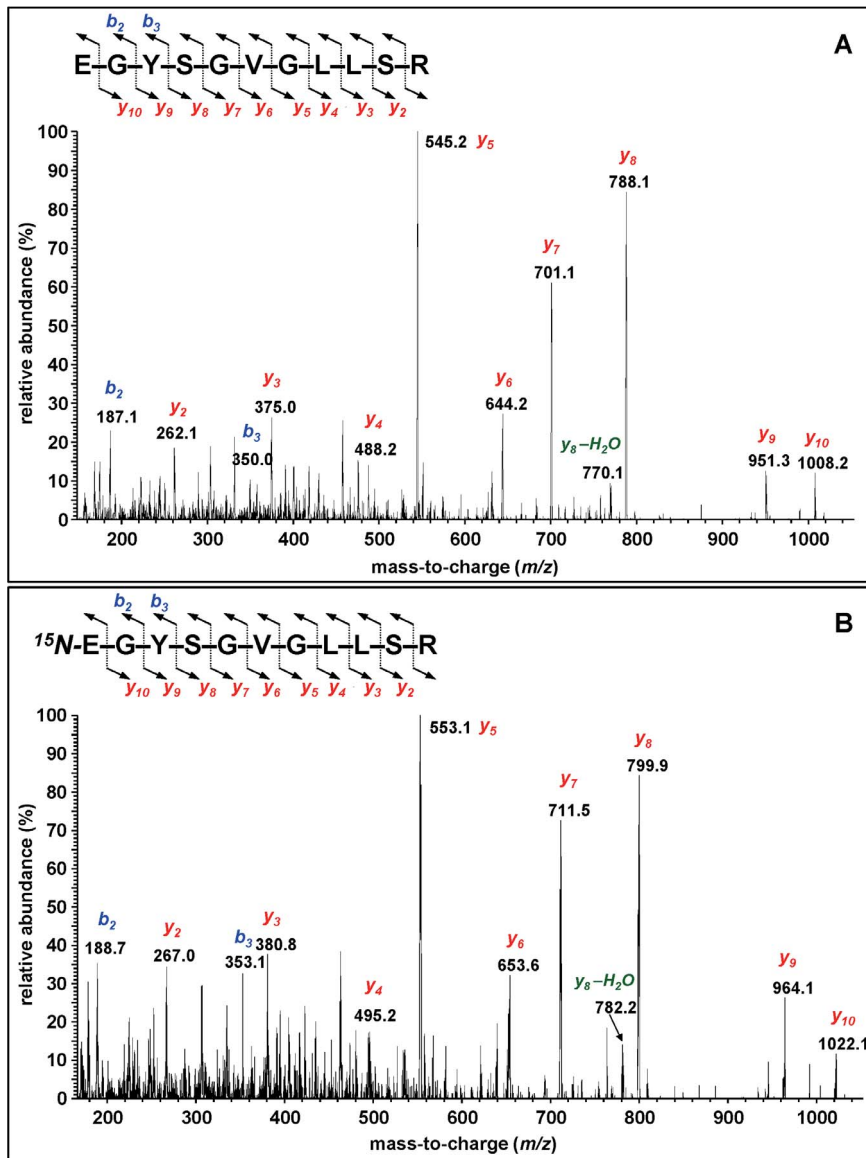 b2 b3
A
E-G-Y-S-G-V-G-L-L-S-R
y10 y9 y8 y7 y6 y5 y4 y3 y2
100
90
80
70
60
50
40
30
20
10
0
relative abundance (%)
545.2 y5
y8
788.1
y7
701.1
y6
644.2
y3
375.0
b2
187.1
y2
262.1
b3
350.0
y4
488.2
y8–H2O
770.1
y9
951.3
y10
1008.2
200 300 400 500 600 700 800 900 1000
mass-to-charge (m/z)
b2 b3
B
15N-E-G-Y-S-G-V-G-L-L-S-R
y10 y9 y8 y7 y6 y5 y4 y3 y2
100
90
80
70
60
50
40
30
20
10
0
relative abundance (%)
553.1 y5
y8
799.9
y7
711.5
b2
188.7
y2
267.0
y3
b3 380.8
353.1
y4
495.2
y6
653.6
y8–H2O
782.2
y9
964.1
y10
1022.1
200 300 400 500 600 700 800 900 1000
mass-to-charge (m/z)